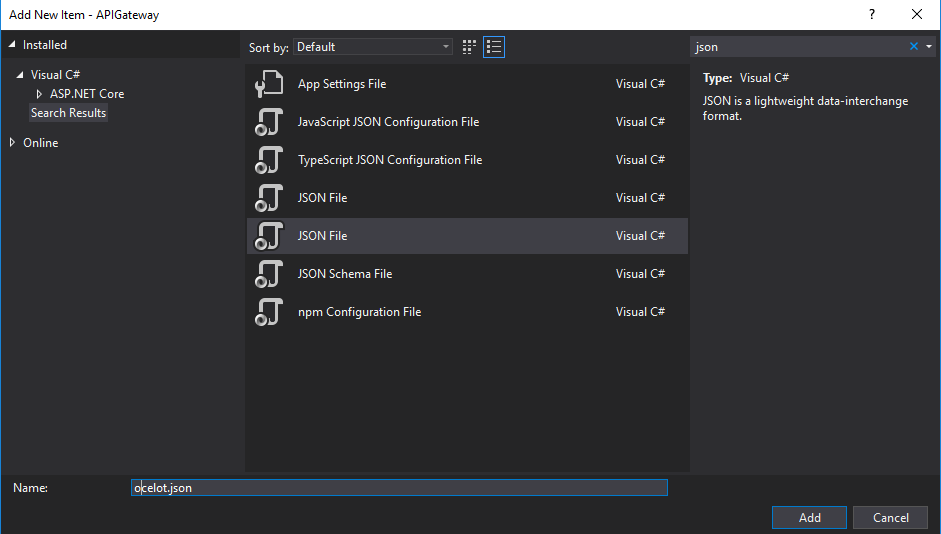 Add New Item - APIGateway
?
Installed
Sort by: Default
json
Visual C#
ASP.NET Core
Search Results
Online
App Settings File Visual C#
JavaScript JSON Configuration File Visual C#
TypeScript JSON Configuration File Visual C#
JSON File Visual C#
JSON File Visual C#
JSON Schema File Visual C#
npm Configuration File Visual C#
Type: Visual C#
JSON is a lightweight data-interchange
format.
Name: ocelot.json
Add Cancel